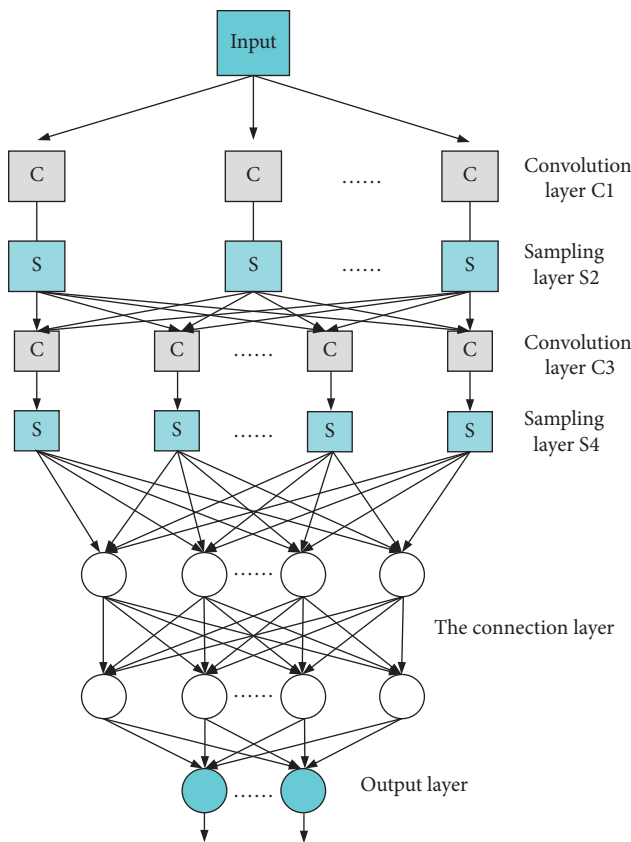 Input
C C ...... C
Convolution
layer C1
S S ...... S
Sampling
layer S2
C C ...... C C
Convolution
layer C3
S S ...... S S
Sampling
layer S4
......
The connection layer
......
......
Output layer